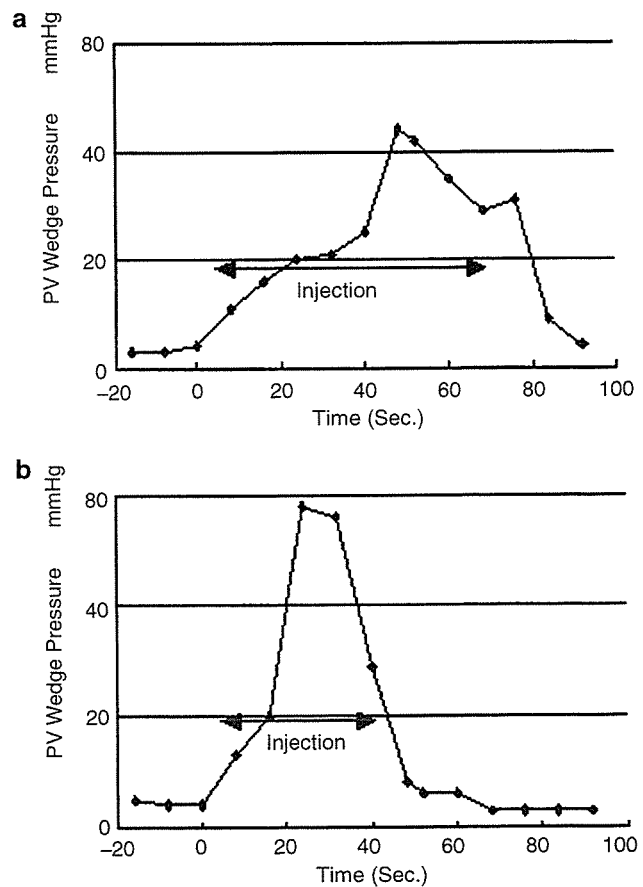 a
PV Wedge Pressure mmHg
80
40
20
0
Injection
–20 0 20 40 60 80 100
Time (Sec.)
b
PV Wedge Pressure mmHg
80
40
20
0
Injection
–20 0 20 40 60 80 100
Time (Sec.)